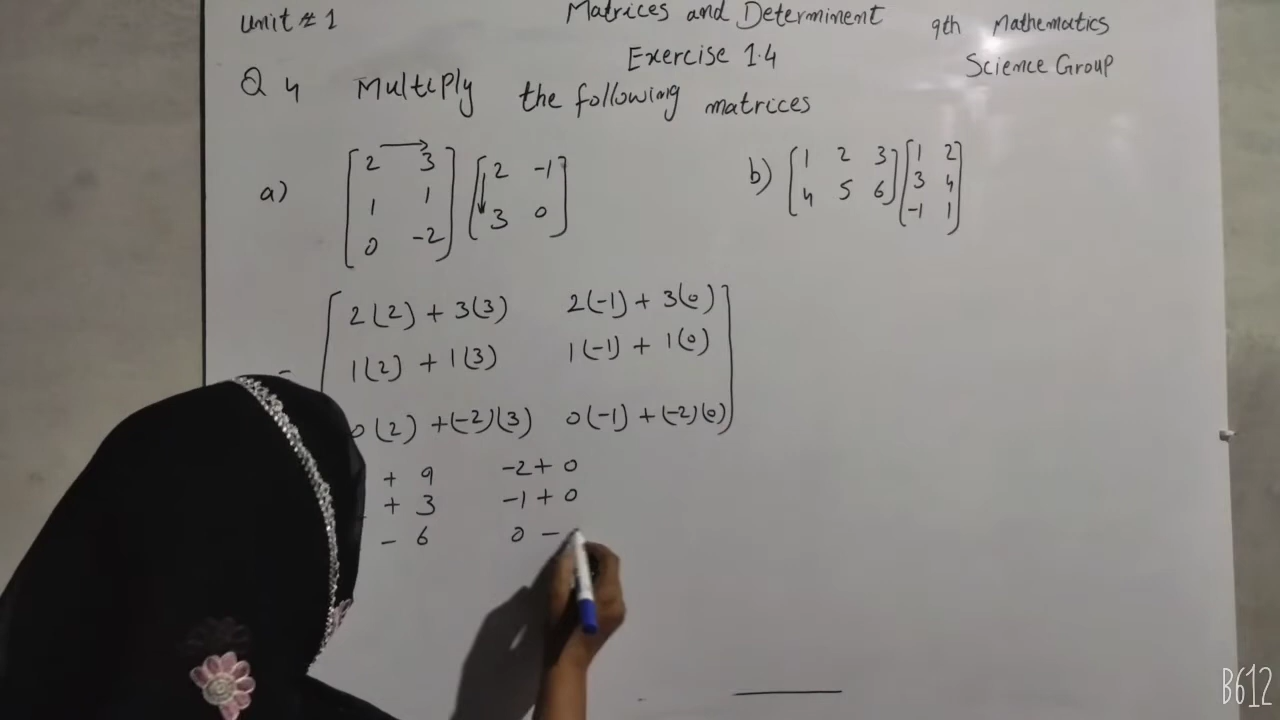 Unit # 1 Matrices and Determinent 9th Mathematics
Exercise 1.4 Science Group
Q 4 Multiply the following matrices
a) [2 3 [2 -1] b) [1 2 3] [1 2
1 1 3 0] 4 5 6] 3 4
0 -2] -1 1]
= [2(2) + 3(3) 2(-1) + 3(0)
1(2) + 1(3) 1(-1) + 1(0)
0(2) + (-2)(3) 0(-1) + (-2)(0)]
+ 9 -2 + 0
+ 3 -1 + 0
- 6 0 -
B612